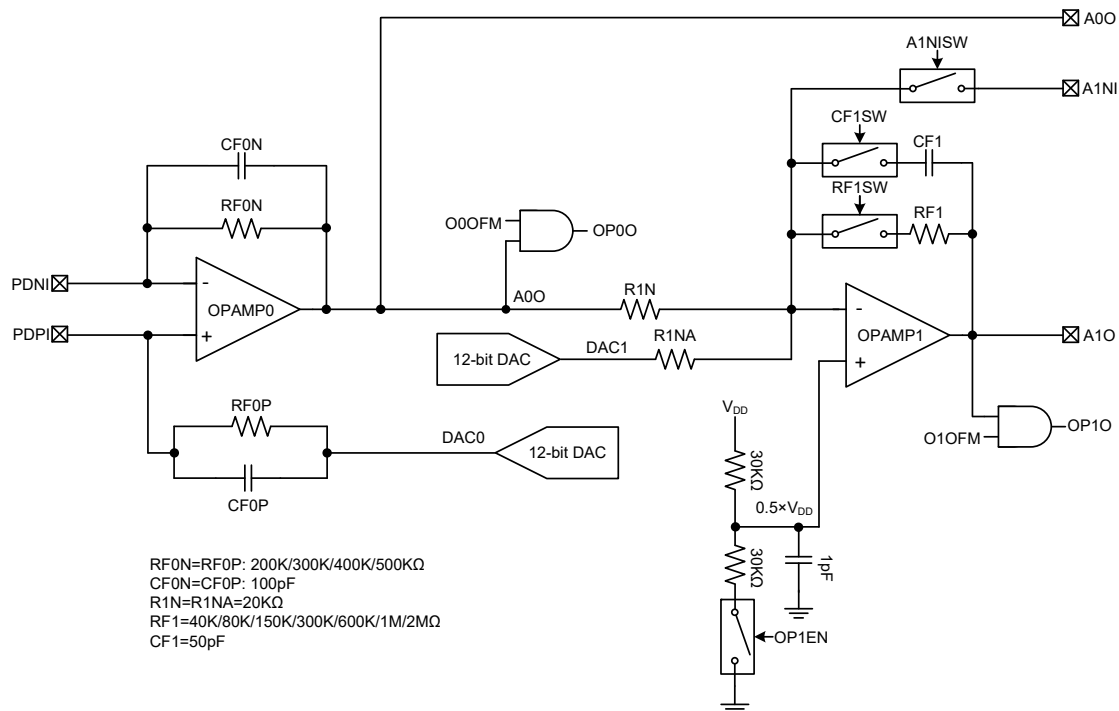 A0O
A1NISW
A1NI
CF1SW
CF1
CF0N
RF1SW
RF0N
RF1
O0OFM
OP0O
PDNI
-
OPAMP0
PDPI
+
A0O
R1N
-
OPAMP1
+
A1O
12-bit DAC
DAC1
R1NA
RF0P
VDD
OP1O
O1OFM
DAC0
12-bit DAC
30KΩ
CF0P
0.5×VDD
30KΩ
1pF
RF0N=RF0P: 200K/300K/400K/500KΩ
CF0N=CF0P: 100pF
R1N=R1NA=20KΩ
RF1=40K/80K/150K/300K/600K/1M/2MΩ
CF1=50pF
OP1EN